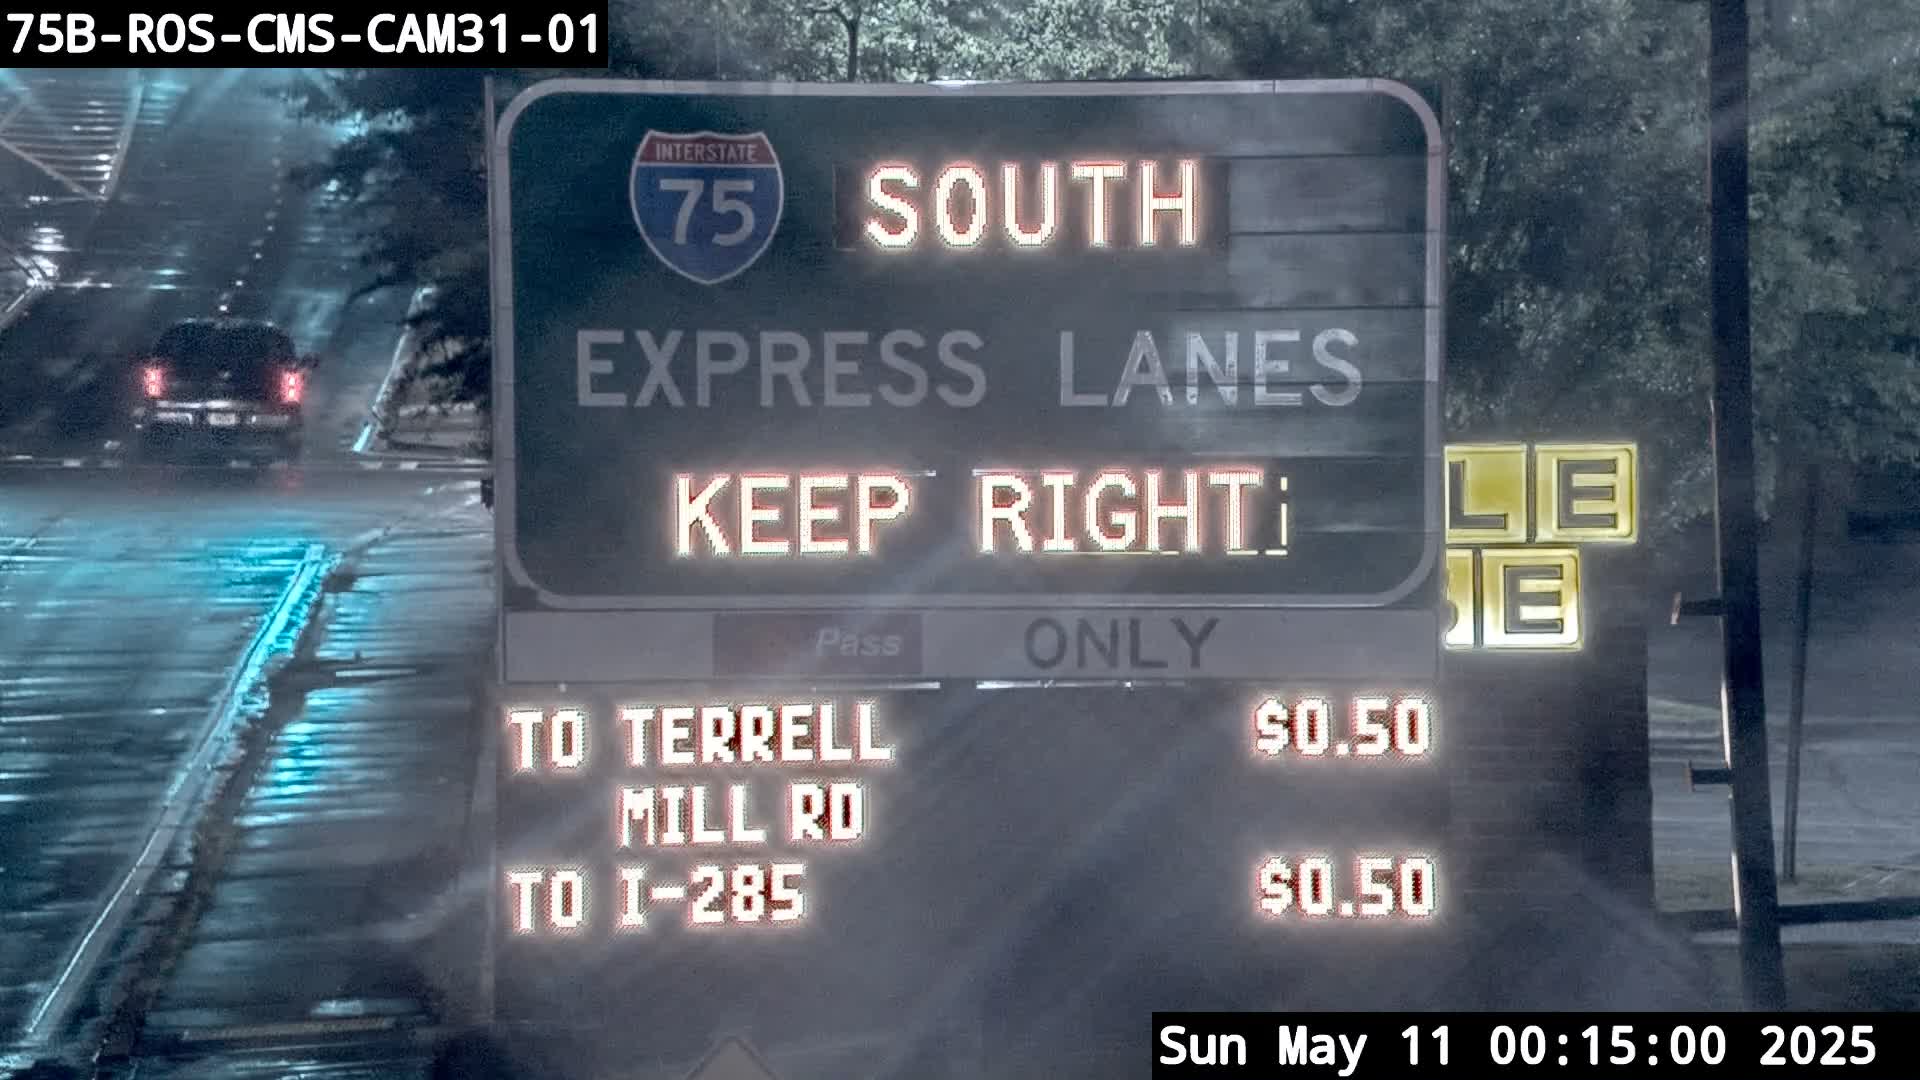 75B-ROS-CMS-CAM31-01
INTERSTATE
75
SOUTH
EXPRESS LANES
KEEP RIGHT
Pass ONLY
TO TERRELL $0.50
MILL RD
TO I-285 $0.50
LE
E
Sun May 11 00:15:00 2025